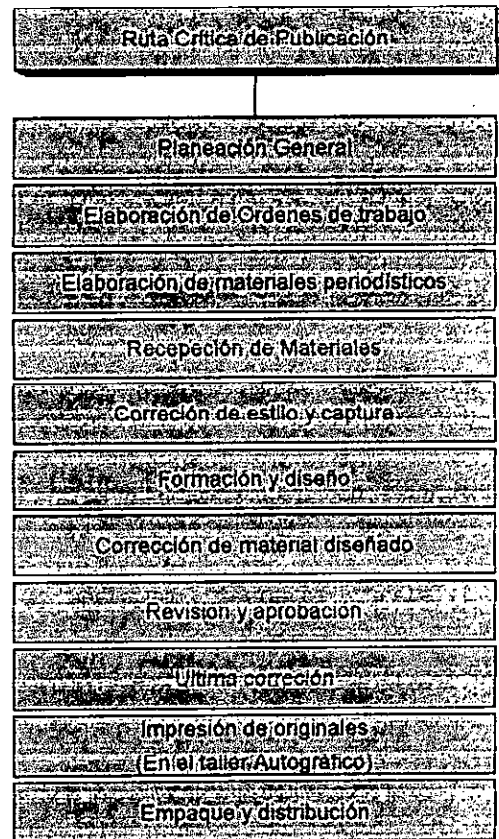 Ruta Crítica de Publicación
Planeación General
Elaboración de Ordenes de trabajo
Elaboración de materiales periodísticos
Recepeción de Materiales
Correción de estilo y captura
Formación y diseño
Corrección de material diseñado
Revisión y aprobación
Ultima correción
Impresión de originales
(En el taller Autográfico)
Empaque y distribución